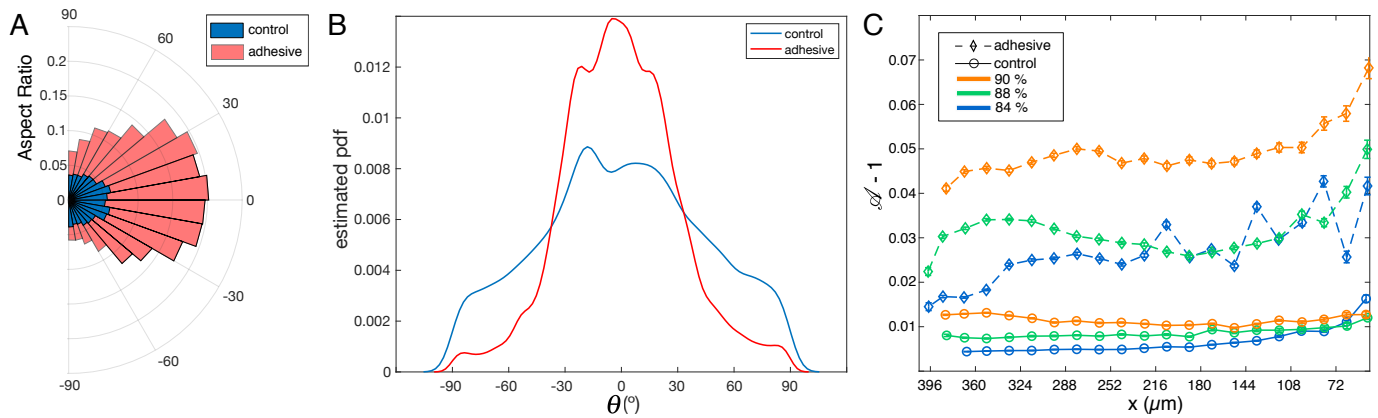 A
90
60
30
0
-30
-60
-90
Aspect Ratio
0.2
0.15
0.1
0.05
0
control
adhesive
B
control
adhesive
estimated pdf
0.012
0.01
0.008
0.006
0.004
0.002
0
-90 -60 -30 0 30 60 90
θ(º)
C
adhesive
control
90 %
88 %
84 %
𝒜 - 1
0.07
0.06
0.05
0.04
0.03
0.02
0.01
396 360 324 288 252 216 180 144 108 72
x (μm)